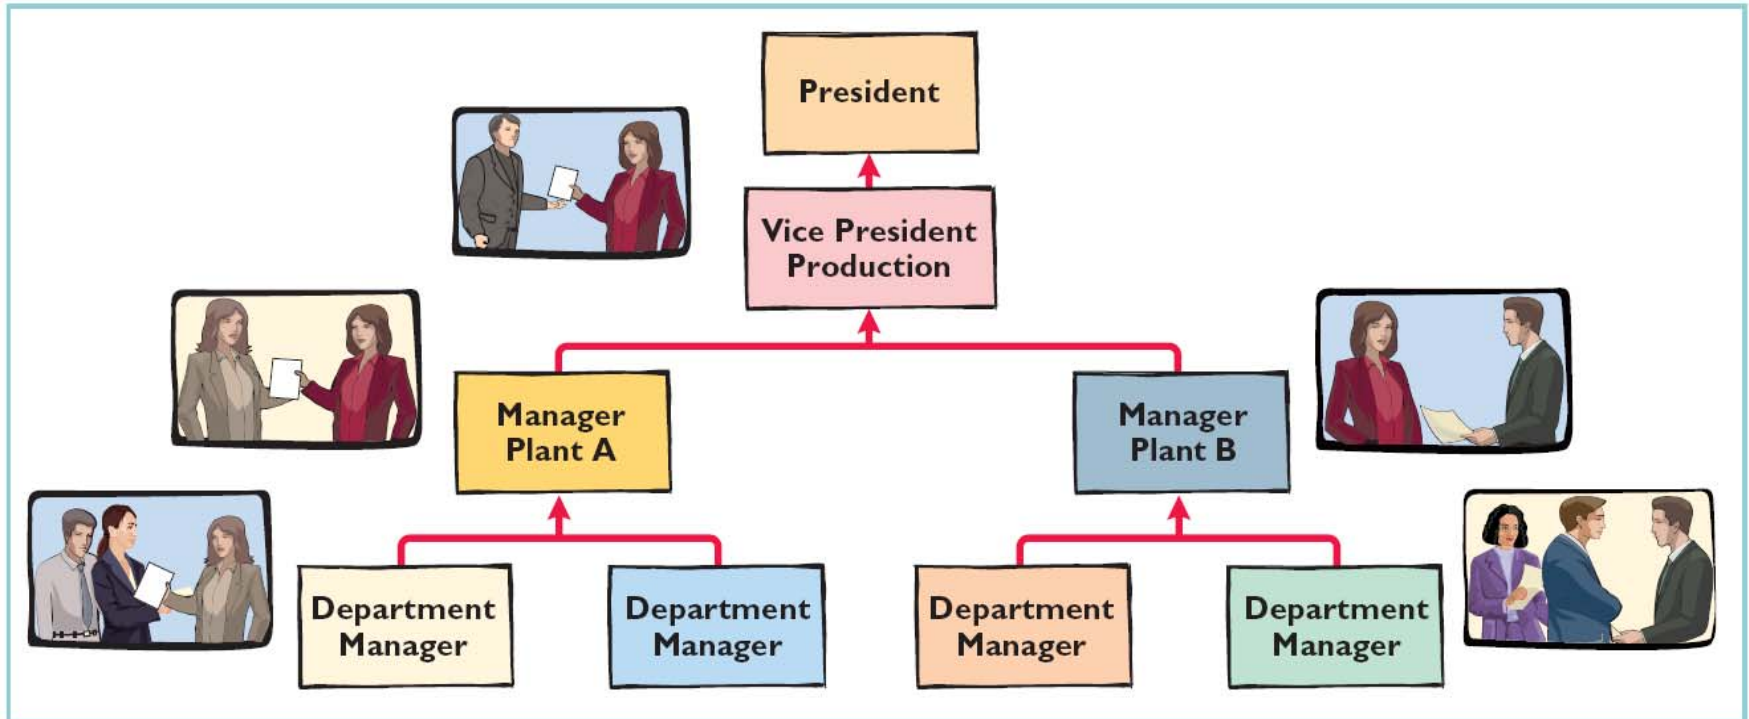 President
Vice President
Production
Manager
Plant A
Manager
Plant B
Department
Manager
Department
Manager
Department
Manager
Department
Manager